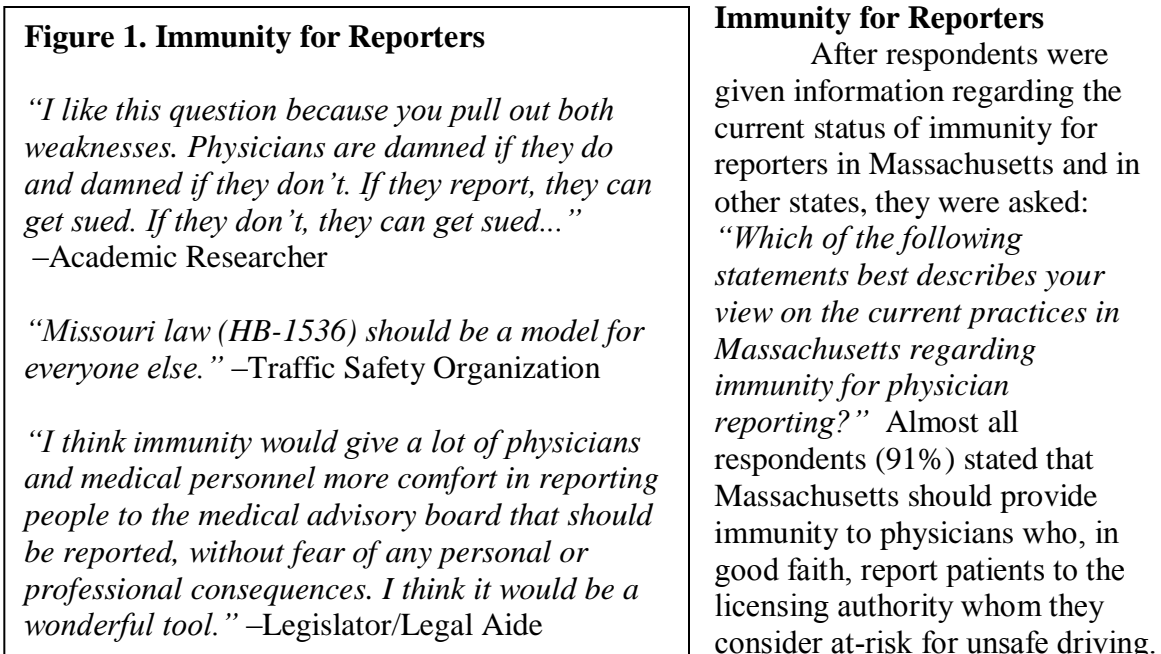 Figure 1. Immunity for Reporters
“I like this question because you pull out both
weaknesses. Physicians are damned if they do
and damned if they don’t. If they report, they can
get sued. If they don’t, they can get sued...”
–Academic Researcher
“Missouri law (HB-1536) should be a model for
everyone else.” –Traffic Safety Organization
“I think immunity would give a lot of physicians
and medical personnel more comfort in reporting
people to the medical advisory board that should
be reported, without fear of any personal or
professional consequences. I think it would be a
wonderful tool.” –Legislator/Legal Aide
Immunity for Reporters
After respondents were
given information regarding the
current status of immunity for
reporters in Massachusetts and in
other states, they were asked:
“Which of the following
statements best describes your
view on the current practices in
Massachusetts regarding
immunity for physician
reporting?” Almost all
respondents (91%) stated that
Massachusetts should provide
immunity to physicians who, in
good faith, report patients to the
licensing authority whom they
consider at-risk for unsafe driving.